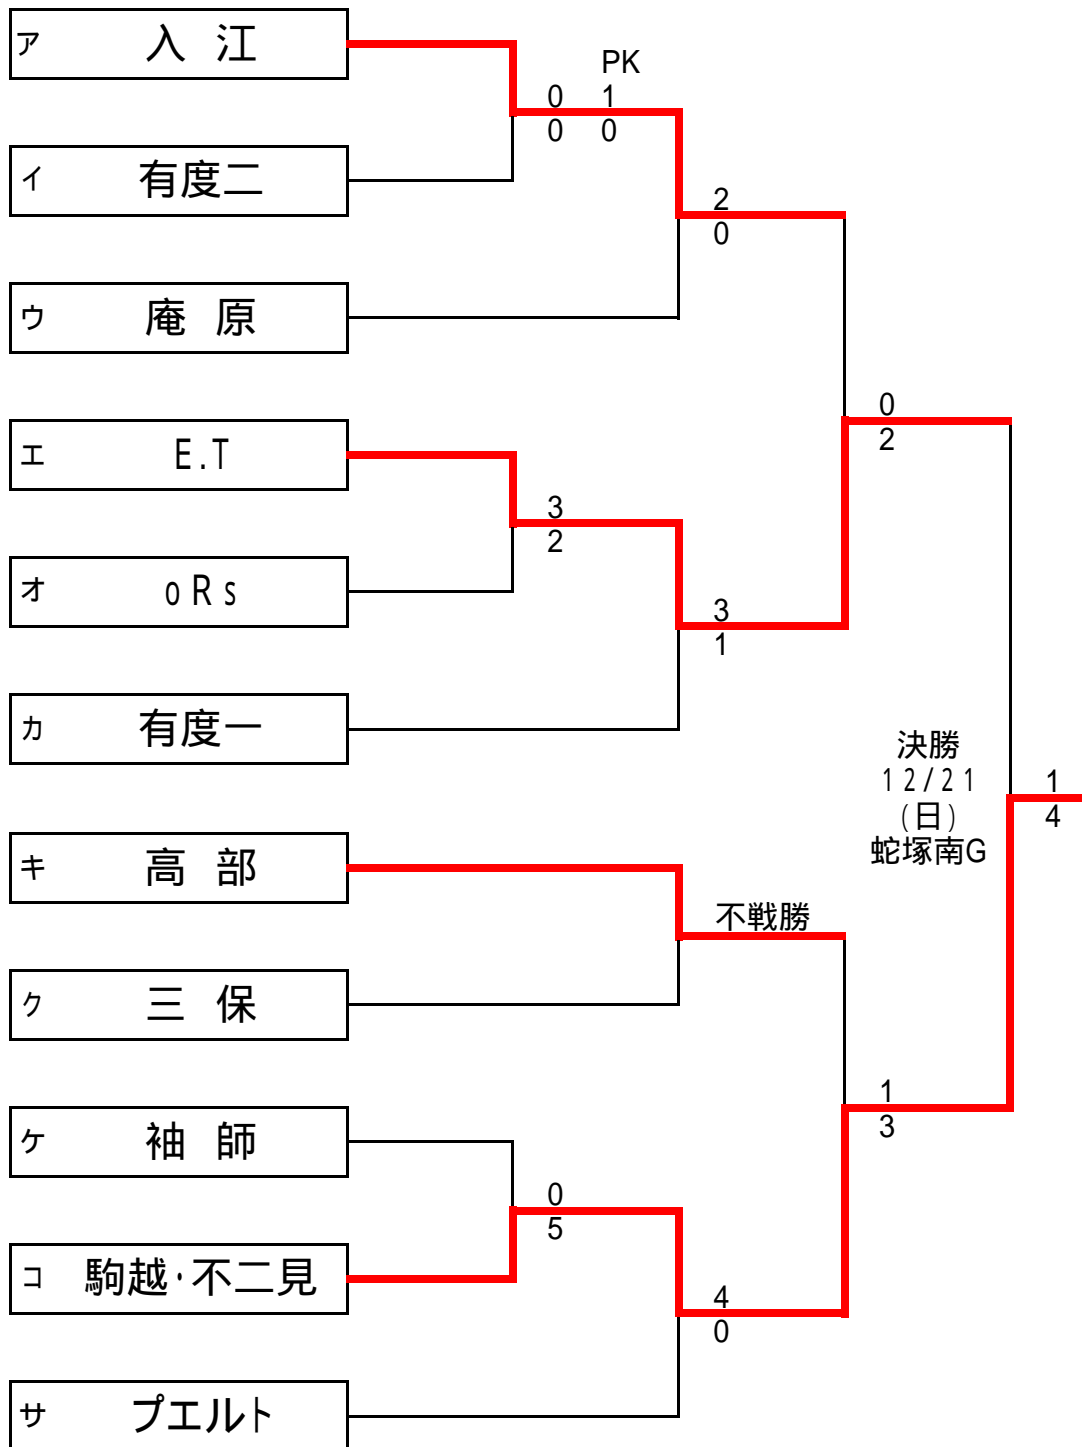 ア 入 江
PK
0 1
0 0
イ 有度二
2
0
ウ 庵 原
0
2
エ E.T
3
2
オ oRs
3
1
カ 有度一
決勝
12/21
(日)
蛇塚南G
1
4
キ 高 部
不戦勝
ク 三 保
1
3
ケ 袖 師
0
5
コ 駒越・不二見
4
0
サ プエルト